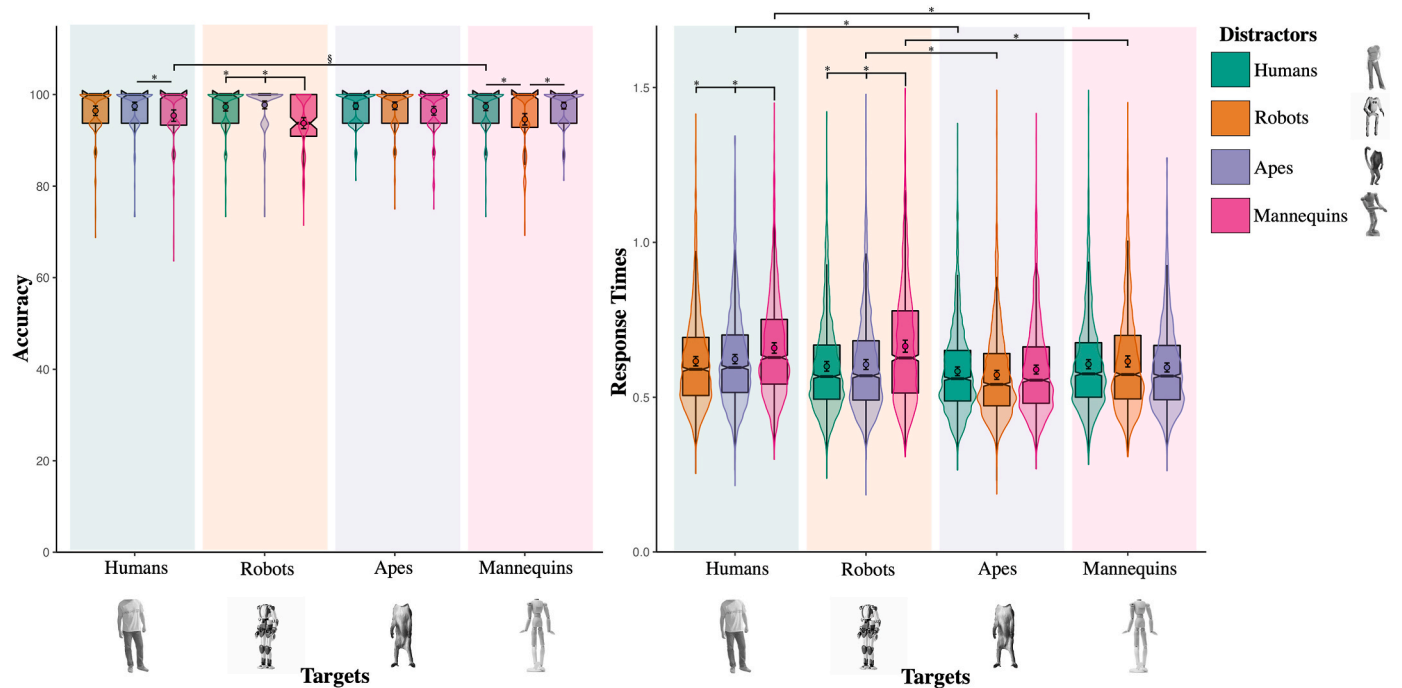 Accuracy
100
80
60
40
20
0
*
§
*
*
*
*
Humans
Robots
Apes
Mannequins
Targets
Response Times
1.5
1.0
0.5
0.0
*
*
*
*
*
*
*
*
Humans
Robots
Apes
Mannequins
Targets
Distractors
Humans
Robots
Apes
Mannequins